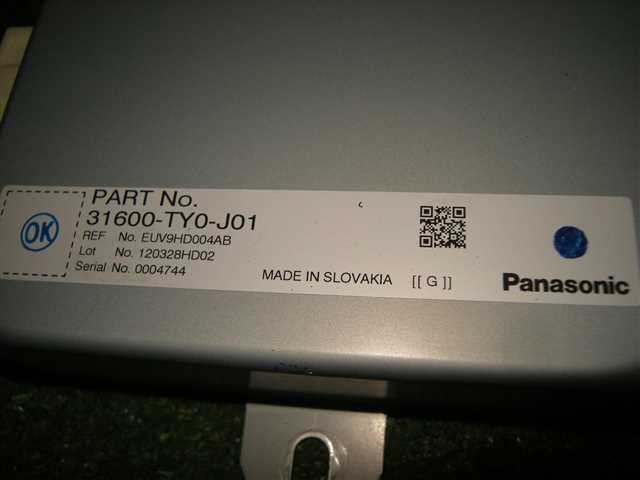 PART No.
31600-TY0-J01
OK
REF No. EUV9HD004AB
Lot No. 120328HD02
Serial No. 0004744
MADE IN SLOVAKIA [[ G ]]
Panasonic